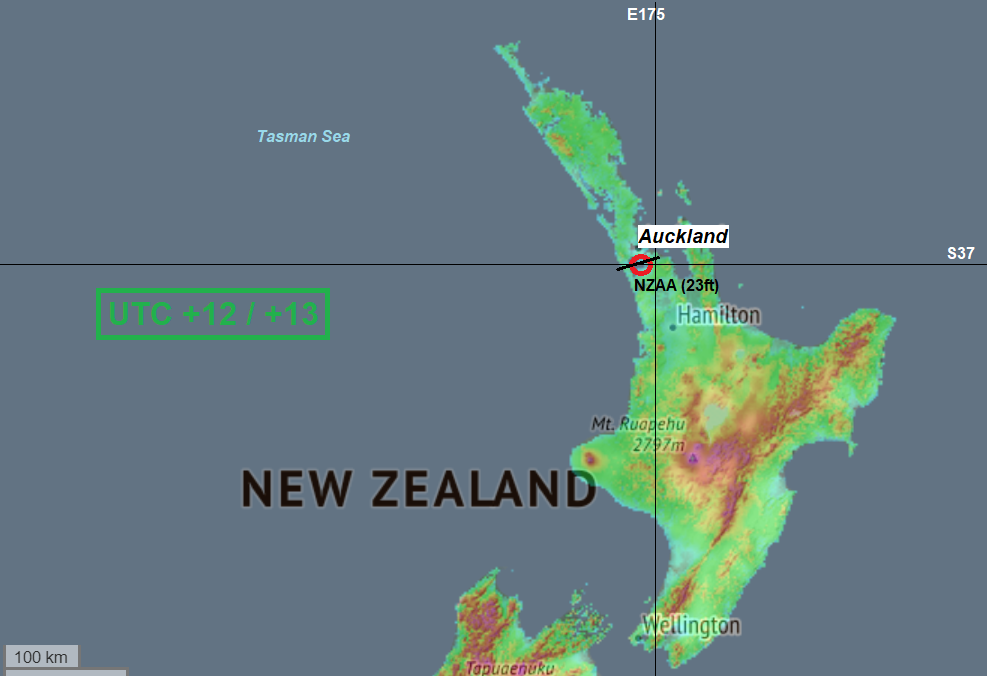 E175
Tasman Sea
Auckland
S37
NZAA (23ft)
UTC +12 / +13
Hamilton
Mt. Ruapehu
2797m
NEW ZEALAND
Wellington
100 km
Tapuaenuku